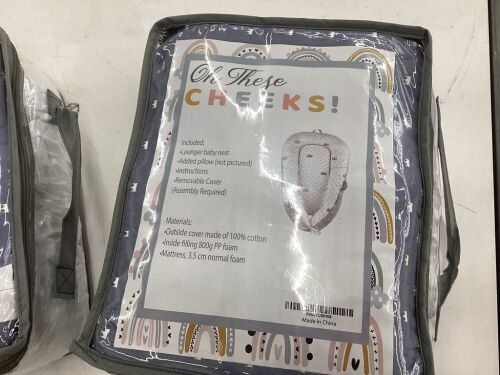 Oh These
CHEEKS!
Included:
•Lounger baby nest
•Added pillow (not pictured)
•Instructions
•Removable Cover
(Assembly Required)
Materials:
•Outside cover made of 100% cotton
•Inside filling 800g PP foam
•Mattress, 3.5 cm normal foam
Made in China